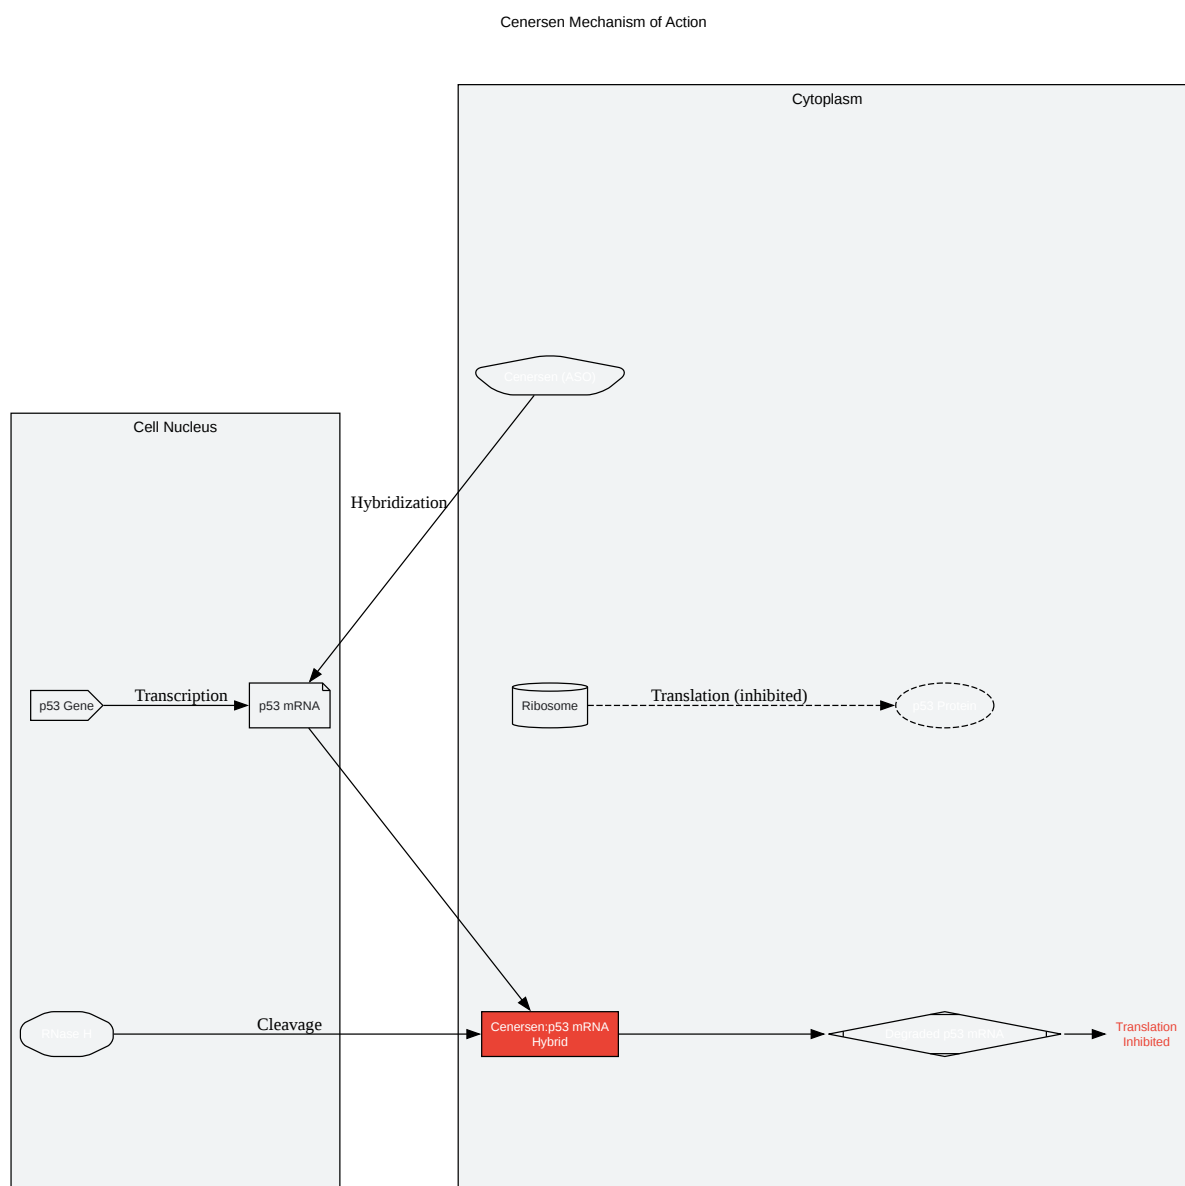 Cenersen Mechanism of Action
Cytoplasm
Cenersen (ASO)
Cell Nucleus
Hybridization
p53 Gene
Transcription
p53 mRNA
Ribosome
Translation (inhibited)
p53 Protein
RNase H
Cleavage
Cenersen:p53 mRNA
Hybrid
Degraded p53 mRNA
Translation
Inhibited